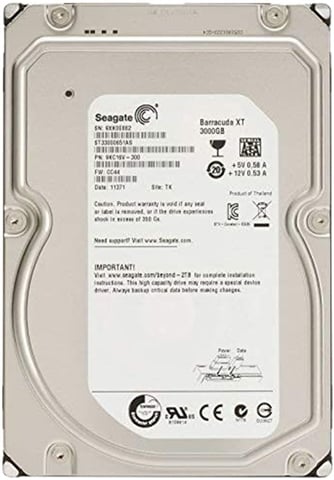 Seagate
Barracuda XT
3000GB
ST33000651AS
PN: 9KC16V-300
FW: CC44
+5V 0.58 A
+12V 0.53 A
Date: 11371 Site: TK
Product of Thailand
Caution: Product warranty is void if any seal
or label is removed, or if the drive experiences
shock in excess of 350 Gs.
Need support? Visit www.Seagate.com
IMPORTANT!
Visit www.seagate.com/beyond-2TB for complete installation
instructions. This high capacity drive may require a special device
driver. Always backup critical data before making changes.